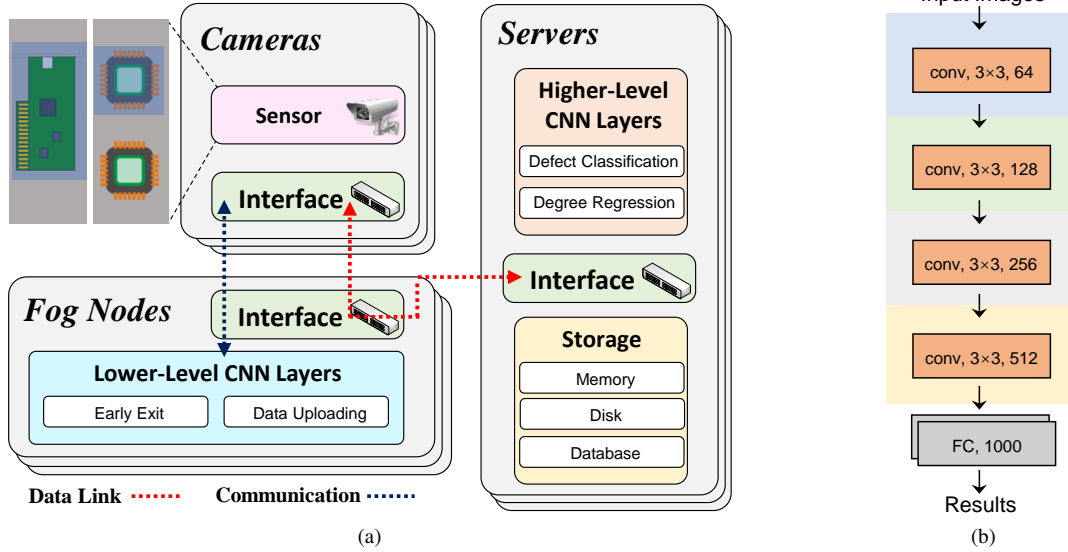 Cameras
Sensor
Interface
Fog Nodes
Interface
Lower-Level CNN Layers
Early Exit
Data Uploading
Data Link
Communication
Servers
Higher-Level
CNN Layers
Defect Classification
Degree Regression
Interface
Storage
Memory
Disk
Database
(a)
Input Images
conv, 3×3, 64
conv, 3×3, 128
conv, 3×3, 256
conv, 3×3, 512
FC, 1000
Results
(b)